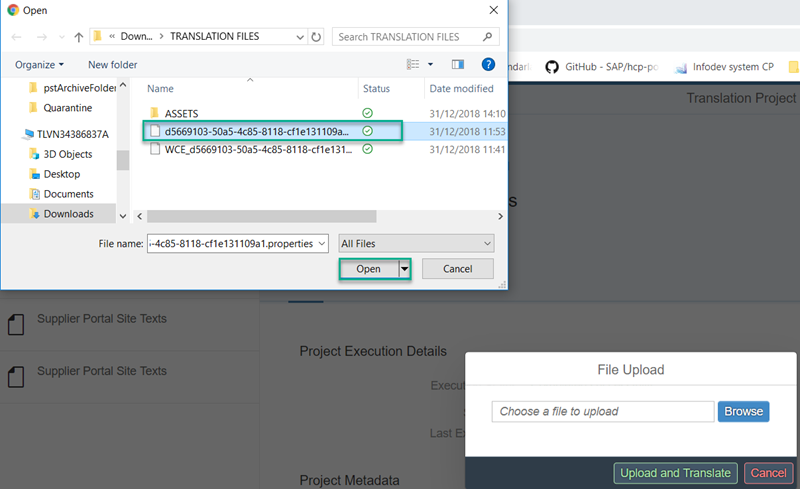 Open
« Down... > TRANSLATION FILES
Search TRANSLATION FILES
Organize
New folder
Name
Status
Date modified
pstArchiveFolder
Quarantine
TLVN34386837A
3D Objects
Desktop
Documents
Downloads
ASSETS
31/12/2018 14:10
d5669103-50a5-4c85-8118-cf1e131109a...
31/12/2018 11:53
WCE_d5669103-50a5-4c85-8118-cf1e131...
31/12/2018 11:41
File name:
-4c85-8118-cf1e131109a1.properties
All Files
Open
Cancel
GitHub - SAP/hcp-po
Infodev system CP
Translation Project
s
Supplier Portal Site Texts
Supplier Portal Site Texts
Project Execution Details
Execu
Last Ex
Project Metadata
File Upload
Choose a file to upload
Browse
Upload and Translate
Cancel